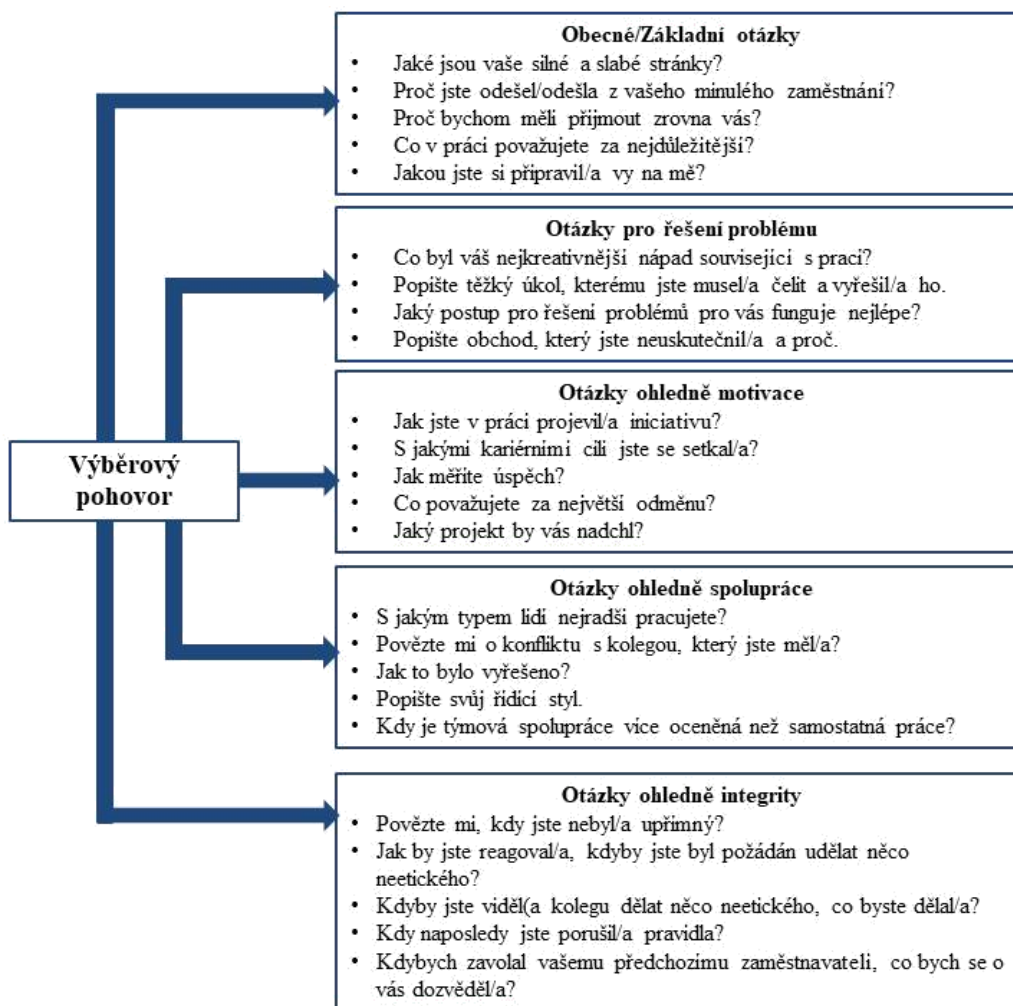 Obecné/Základní otázky
• Jaké jsou vaše silné a slabé stránky?
• Proč jste odešel/odešla z vašeho minulého zaměstnání?
• Proč bychom měli přijmout zrovna vás?
• Co v práci považujete za nejdůležitější?
• Jakou jste si připravil/a vy na mě?
Otázky pro řešení problému
• Co byl váš nejkreativnější nápad související s prací?
• Popište těžký úkol, kterému jste musel/a čelit a vyřešil/a ho.
• Jaký postup pro řešení problémů pro vás funguje nejlépe?
• Popište obchod, který jste neuskutečnil/a a proč.
Otázky ohledně motivace
• Jak jste v práci projevil/a iniciativu?
• S jakými kariérními cíli jste se setkal/a?
• Jak měříte úspěch?
• Co považujete za největší odměnu?
• Jaký projekt by vás nadchl?
Výběrový
pohovor
Otázky ohledně spolupráce
• S jakým typem lidí nejradši pracujete?
• Povězte mi o konfliktu s kolegou, který jste měl/a?
• Jak to bylo vyřešeno?
• Popište svůj řídící styl.
• Kdy je týmová spolupráce více oceněná než samostatná práce?
Otázky ohledně integrity
• Povězte mi, kdy jste nebyl/a upřímný?
• Jak by jste reagoval/a, kdyby jste byl požádán udělat něco
neetického?
• Kdyby jste viděl(a kolegu dělat něco neetického, co byste dělal/a?
• Kdy naposledy jste porušil/a pravidla?
• Kdybych zavolal vašemu předchozímu zaměstnavateli, co bych se o
vás dozvěděl/a?